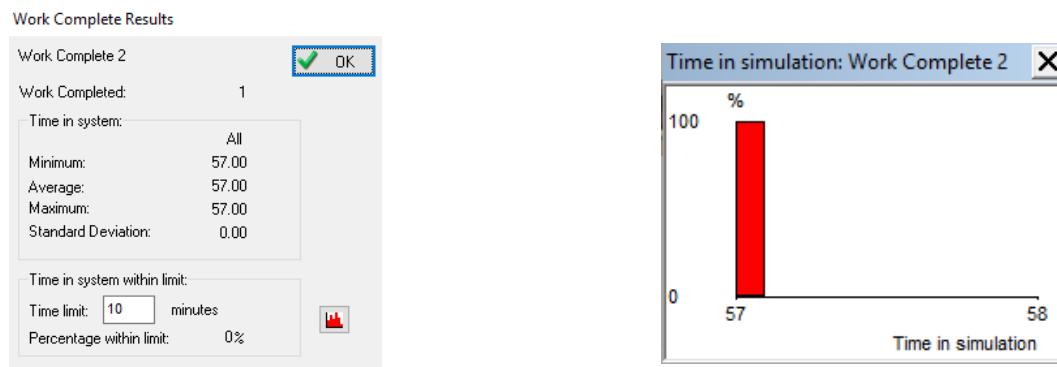 Work Complete Results
Work Complete 2
OK
Work Completed: 1
Time in system:
All
Minimum: 57.00
Average: 57.00
Maximum: 57.00
Standard Deviation: 0.00
Time in system within limit:
Time limit: 10 minutes
Percentage within limit: 0%
Time in simulation: Work Complete 2
%
100
0
57 58
Time in simulation